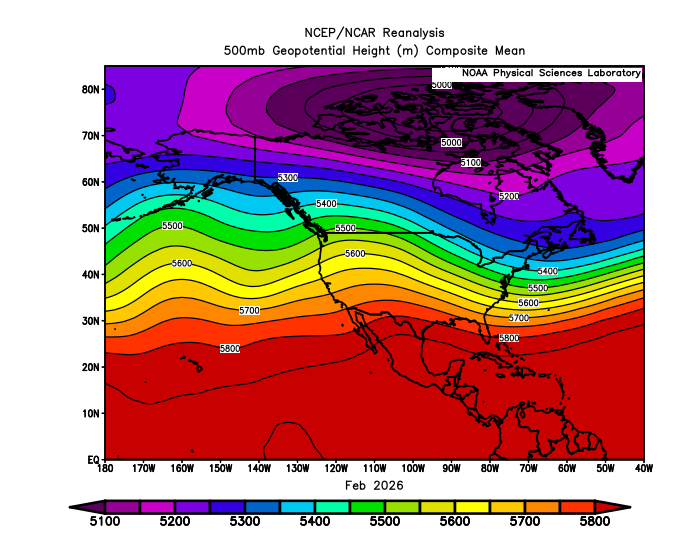 NCEP/NCAR Reanalysis
500mb Geopotential Height (m) Composite Mean
NOAA Physical Sciences Laboratory
80N
70N
60N
50N
40N
30N
20N
10N
EQ
5000
5000
5100
5200
5300
5400
5500
5500
5600
5600
5700
5800
5400
5500
5600
5700
5800
180 170W 160W 150W 140W 130W 120W 110W 100W 90W 80W 70W 60W 50W 40W
Feb 2026
5100 5200 5300 5400 5500 5600 5700 5800